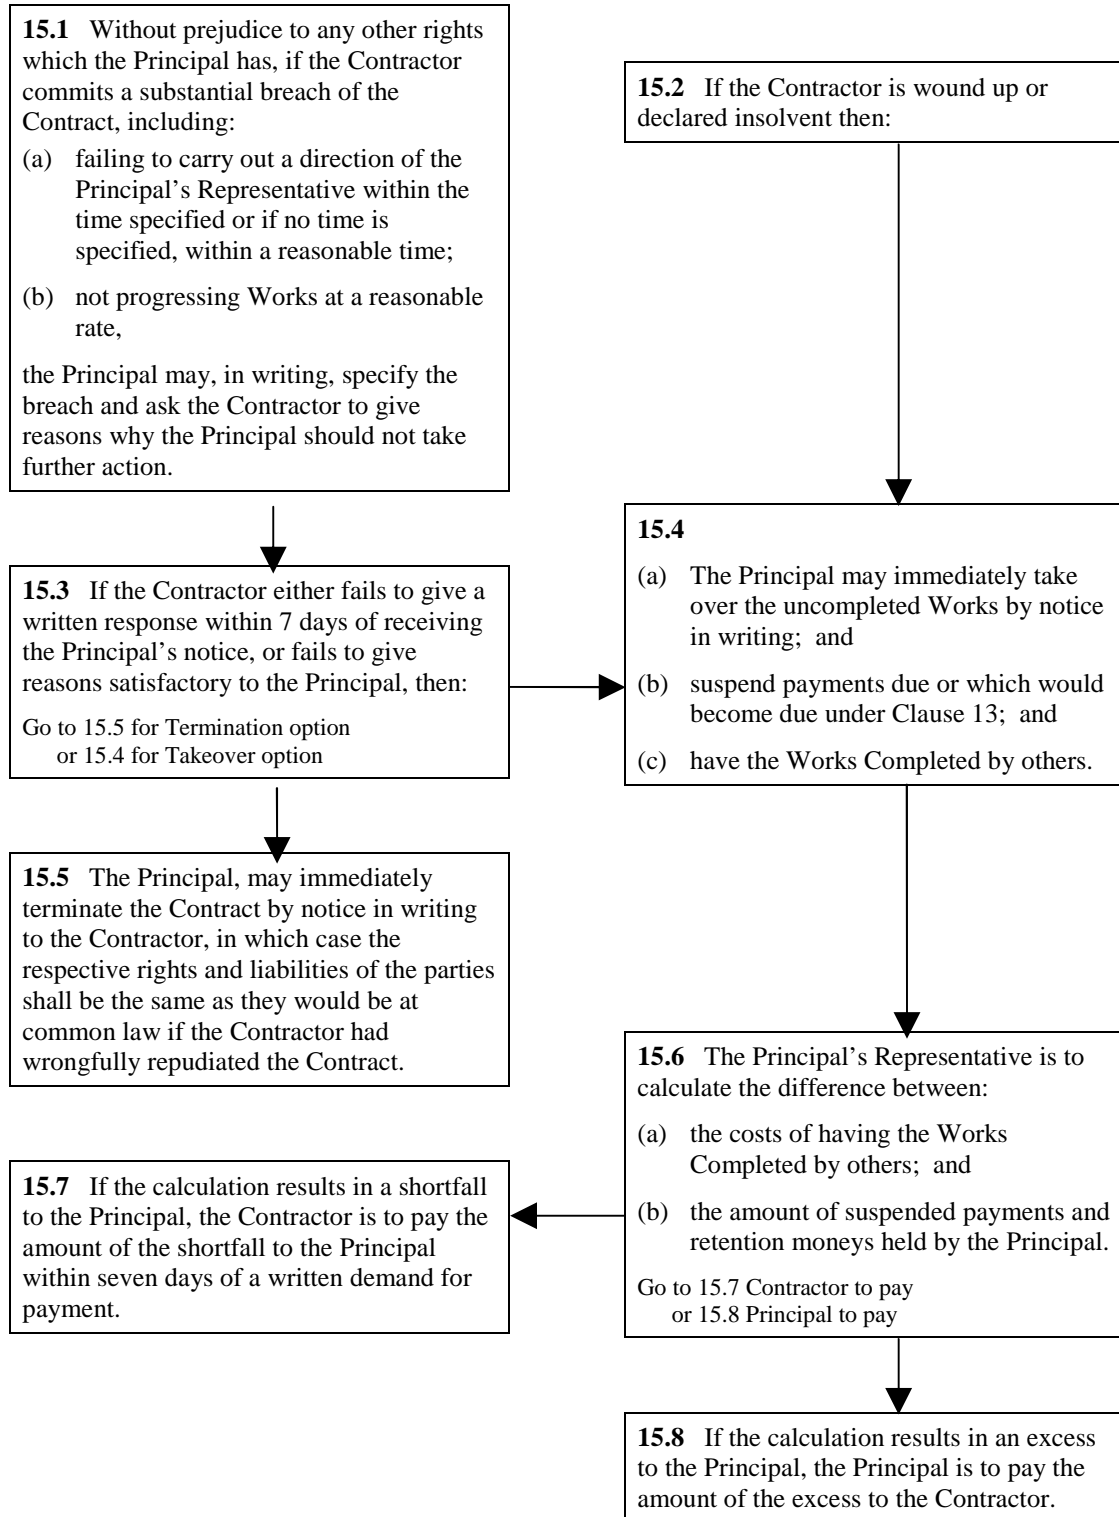 15.1 Without prejudice to any other rights
which the Principal has, if the Contractor
commits a substantial breach of the
Contract, including:
(a) failing to carry out a direction of the
Principal’s Representative within the
time specified or if no time is
specified, within a reasonable time;
(b) not progressing Works at a reasonable
rate,
the Principal may, in writing, specify the
breach and ask the Contractor to give
reasons why the Principal should not take
further action.
15.2 If the Contractor is wound up or
declared insolvent then:
15.3 If the Contractor either fails to give a
written response within 7 days of receiving
the Principal’s notice, or fails to give
reasons satisfactory to the Principal, then:
Go to 15.5 for Termination option
or 15.4 for Takeover option
15.4
(a) The Principal may immediately take
over the uncompleted Works by notice
in writing; and
(b) suspend payments due or which would
become due under Clause 13; and
(c) have the Works Completed by others.
15.5 The Principal, may immediately
terminate the Contract by notice in writing
to the Contractor, in which case the
respective rights and liabilities of the parties
shall be the same as they would be at
common law if the Contractor had
wrongfully repudiated the Contract.
15.6 The Principal’s Representative is to
calculate the difference between:
(a) the costs of having the Works
Completed by others; and
(b) the amount of suspended payments and
retention moneys held by the Principal.
Go to 15.7 Contractor to pay
or 15.8 Principal to pay
15.7 If the calculation results in a shortfall
to the Principal, the Contractor is to pay the
amount of the shortfall to the Principal
within seven days of a written demand for
payment.
15.8 If the calculation results in an excess
to the Principal, the Principal is to pay the
amount of the excess to the Contractor.